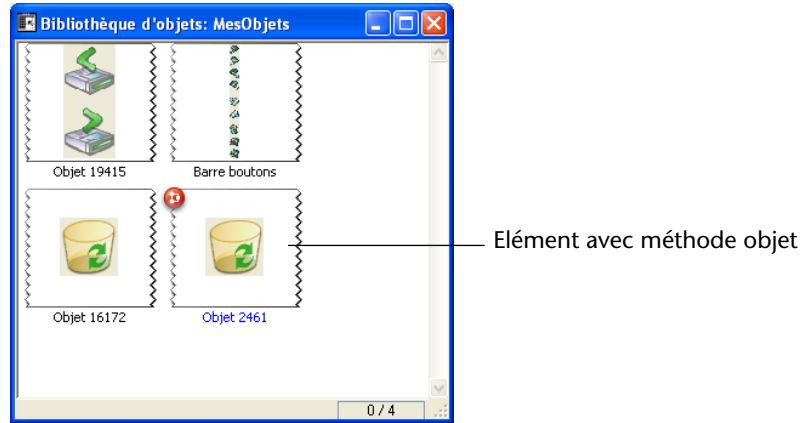 Bibliothèque d'objets: MesObjets
Objet 19415
Barre boutons
Elément avec méthode objet
Objet 16172
Objet 2461
0 / 4